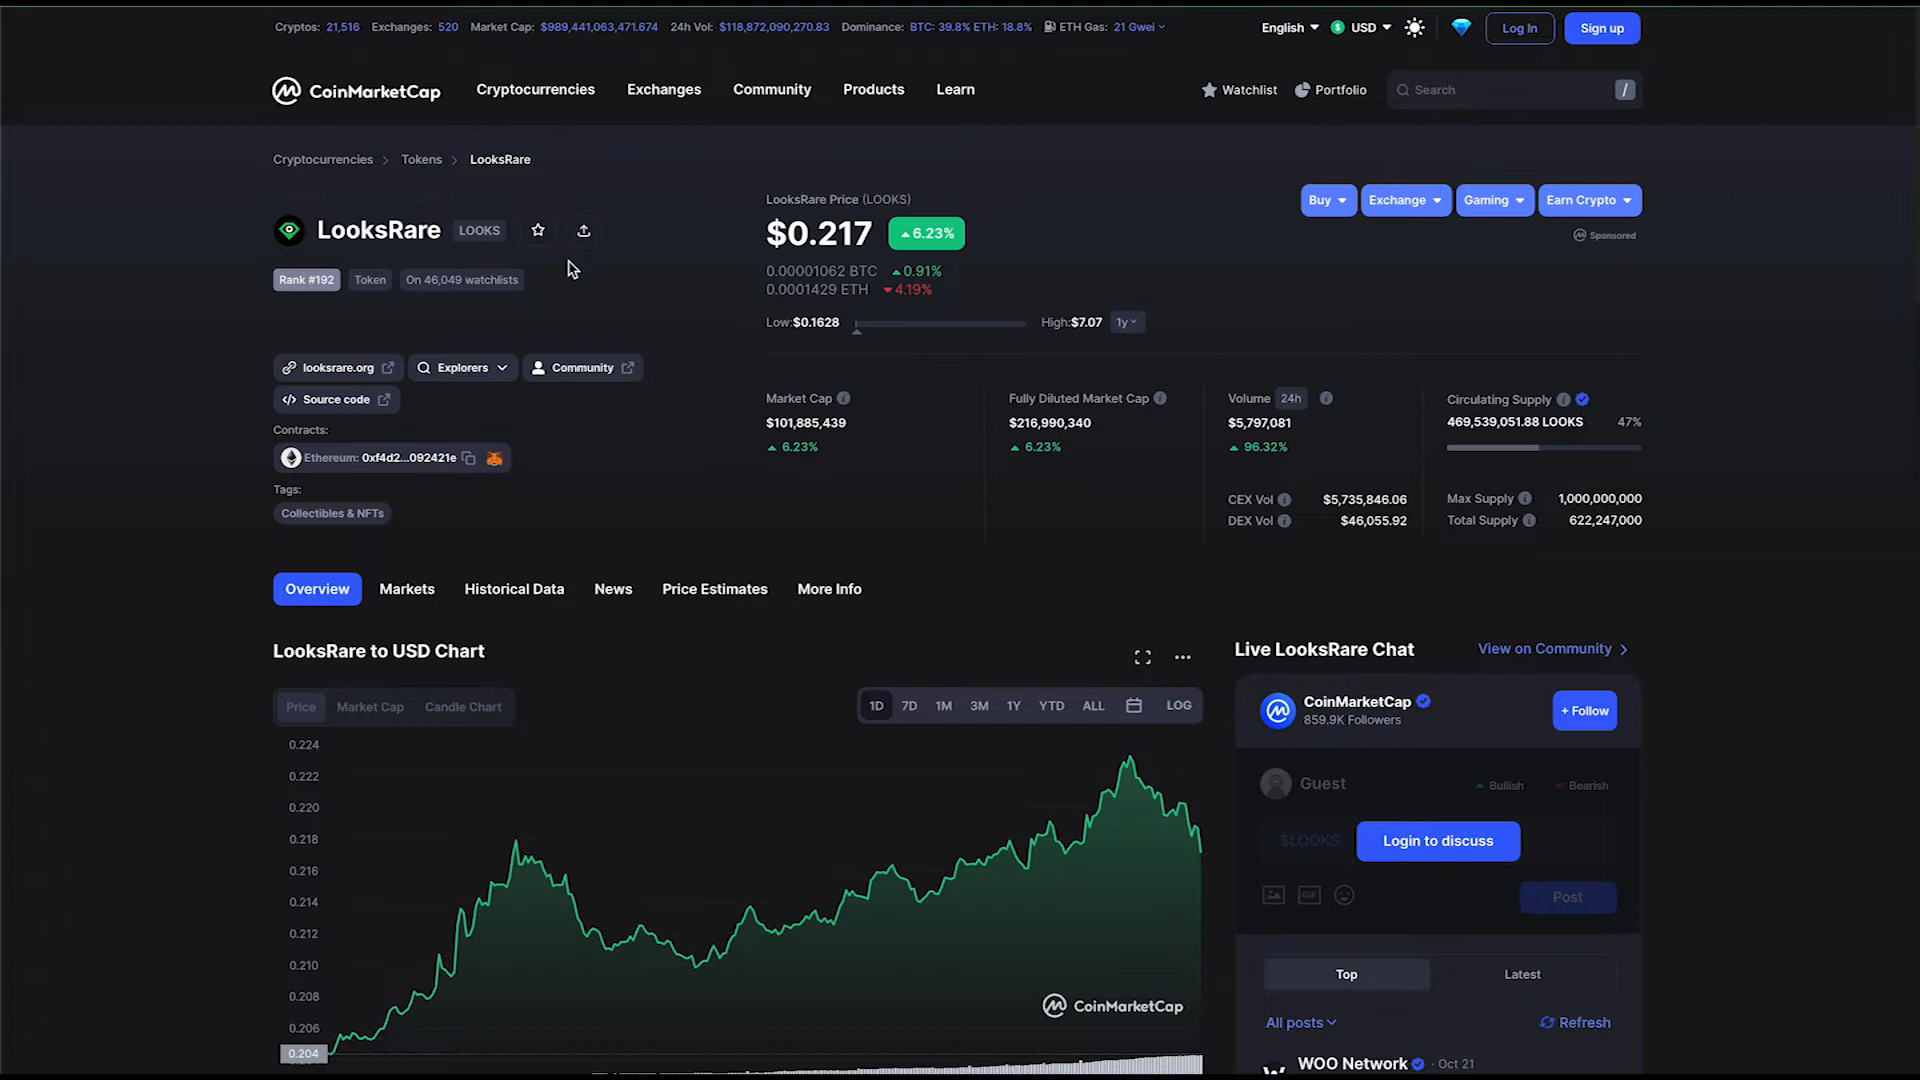 Cryptos: 21,516 Exchanges: 520 Market Cap: $989,441,063,471.674 24h Vol: $118,872,090,270.83 Dominance: BTC: 39.8% ETH: 18.8% ETH Gas: 21 Gwei
English USD Log In Sign up
CoinMarketCap Cryptocurrencies Exchanges Community Products Learn Watchlist Portfolio Search /
Cryptocurrencies > Tokens > LooksRare
LooksRare LOOKS
Rank #192 Token On 46,049 watchlists
looksrare.org Explorers Community
</> Source code
Contracts:
Ethereum: 0xf4d2...092421e
Tags:
Collectibles & NFTs
LooksRare Price (LOOKS)
$0.217 6.23%
0.00001062 BTC 0.91%
0.0001429 ETH 4.19%
Low:$0.1628 High:$7.07 1y
Buy Exchange Gaming Earn Crypto
Sponsored
Market Cap
$101,885,439
6.23%
Fully Diluted Market Cap
$216,990,340
6.23%
Volume 24h
$5,797,081
96.32%
CEX Vol $5,735,846.06
DEX Vol $46,055.92
Circulating Supply
469,539,051.88 LOOKS 47%
Max Supply 1,000,000,000
Total Supply 622,247,000
Overview Markets Historical Data News Price Estimates More Info
LooksRare to USD Chart
Price Market Cap Candle Chart
1D 7D 1M 3M 1Y YTD ALL LOG
0.224
0.222
0.220
0.218
0.216
0.214
0.212
0.210
0.208
0.206
0.204
CoinMarketCap
Live LooksRare Chat View on Community >
CoinMarketCap
859.9K Followers
+ Follow
Guest Bullish Bearish
$LOOKS
Login to discuss
GIF
Post
Top Latest
All posts Refresh
WOO Network · Oct 21